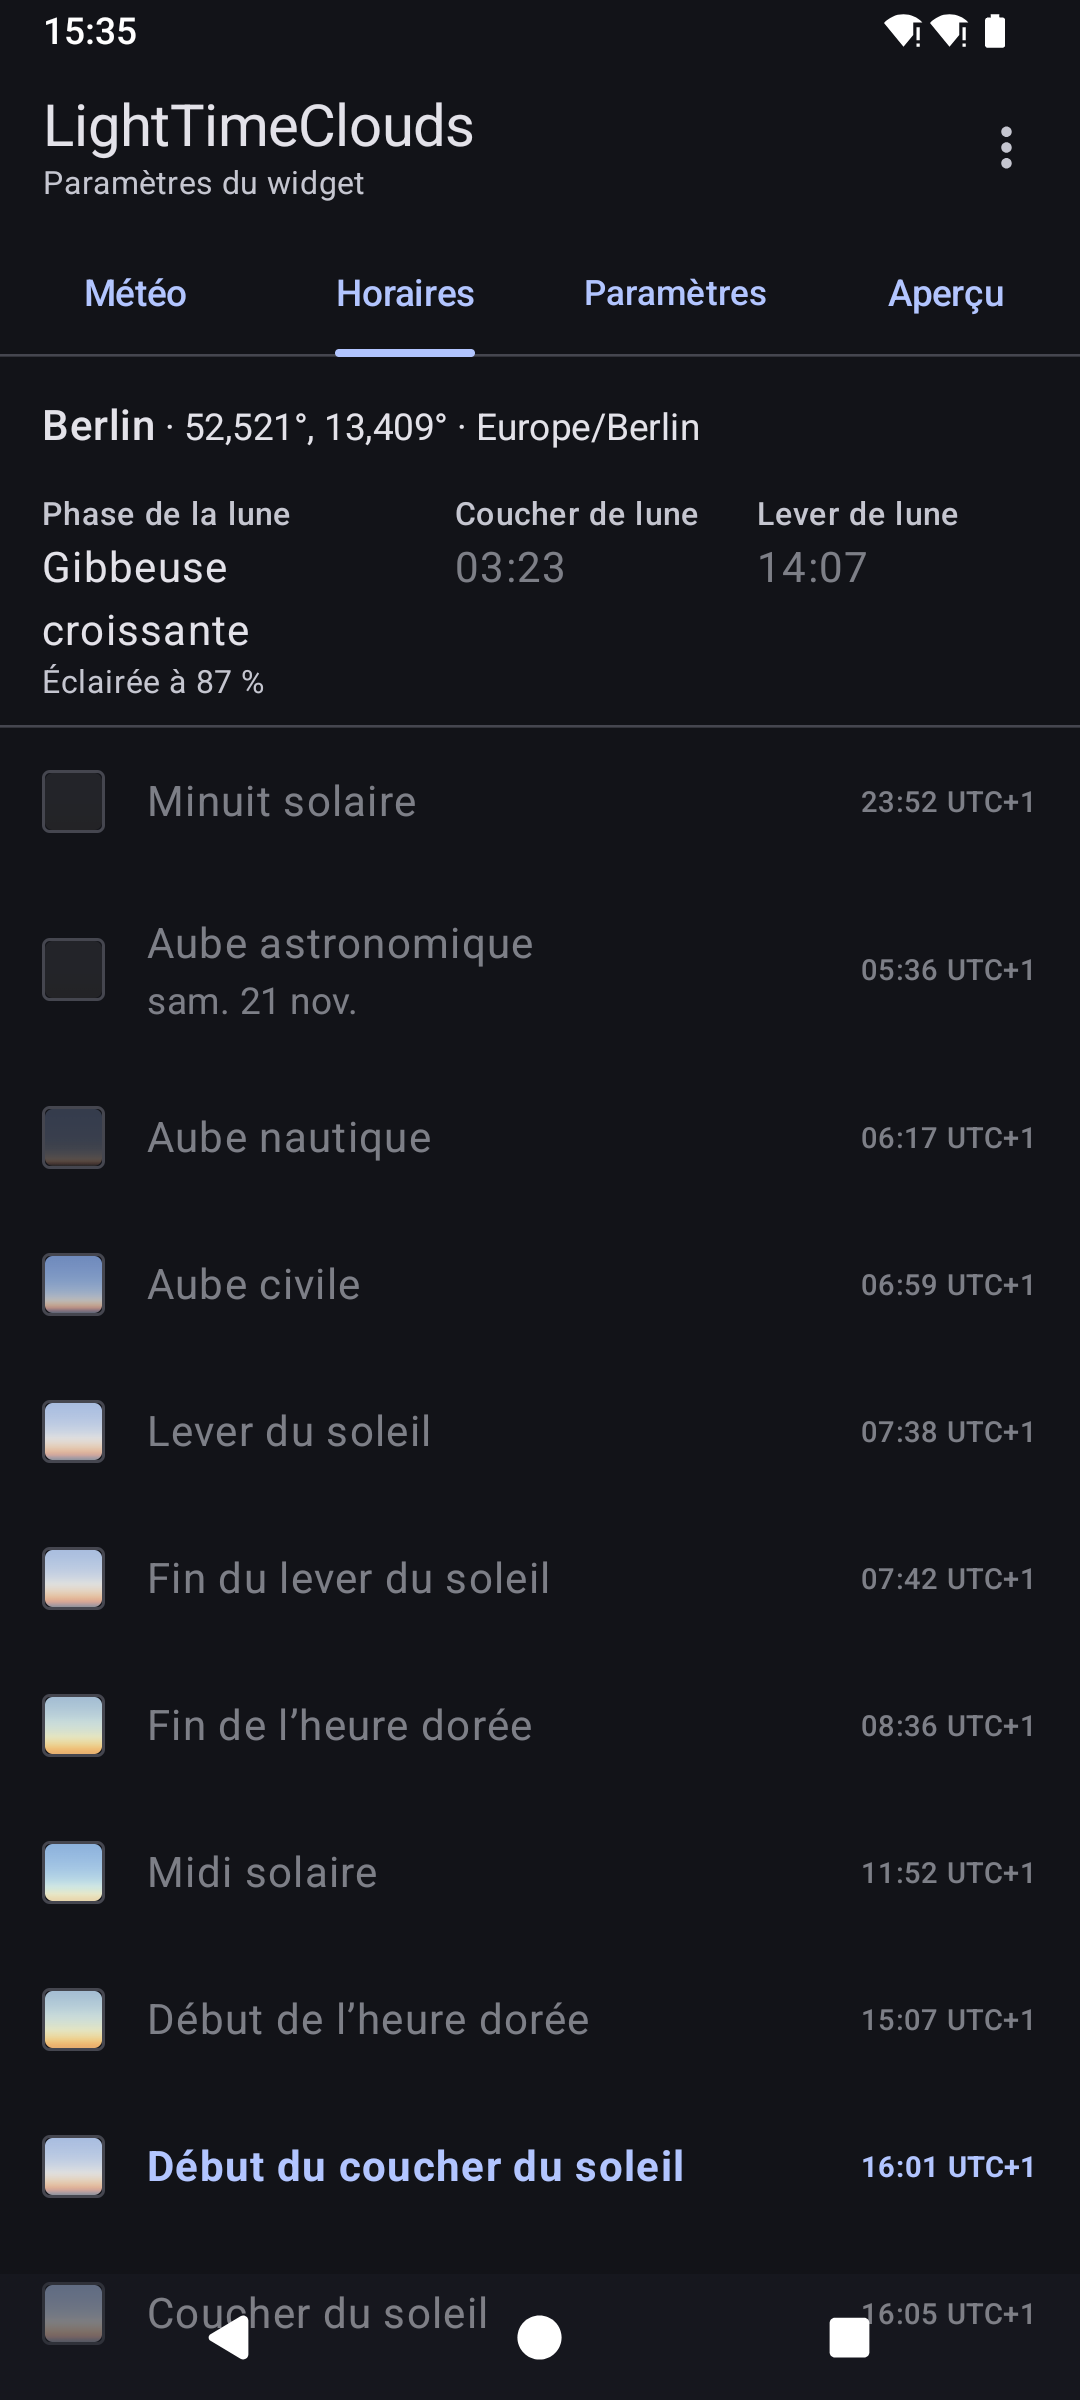 15:35
LightTimeClouds
Paramètres du widget
Météo
Horaires
Paramètres
Aperçu
Berlin · 52,521°, 13,409° · Europe/Berlin
Phase de la lune
Gibbeuse
croissante
Éclairée à 87 %
Coucher de lune
03:23
Lever de lune
14:07
Minuit solaire 23:52 UTC+1
Aube astronomique 05:36 UTC+1
sam. 21 nov.
Aube nautique 06:17 UTC+1
Aube civile 06:59 UTC+1
Lever du soleil 07:38 UTC+1
Fin du lever du soleil 07:42 UTC+1
Fin de l’heure dorée 08:36 UTC+1
Midi solaire 11:52 UTC+1
Début de l’heure dorée 15:07 UTC+1
Début du coucher du soleil 16:01 UTC+1
Coucher du soleil 16:05 UTC+1